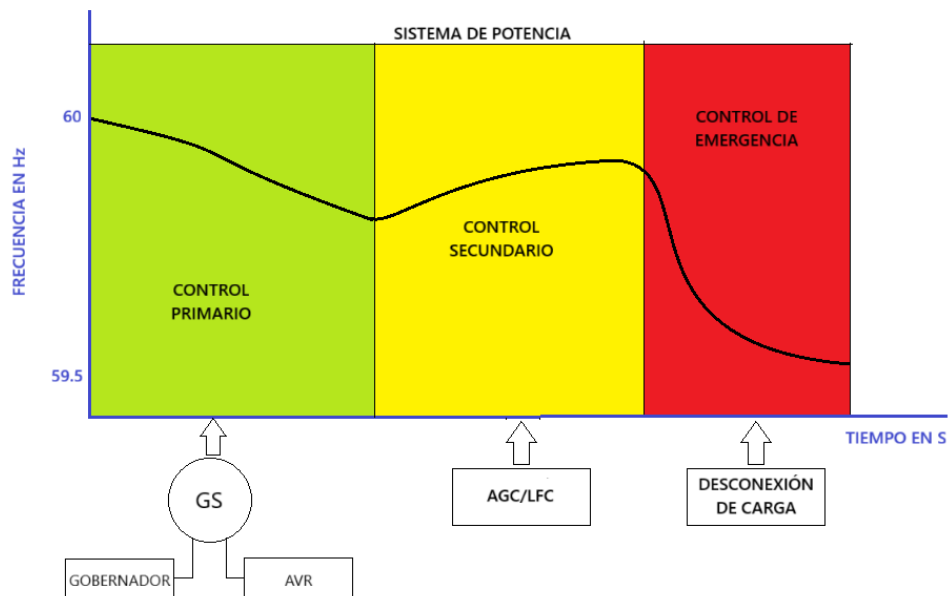 SISTEMA DE POTENCIA
60
FRECUENCIA EN Hz
59.5
CONTROL
PRIMARIO
CONTROL
SECUNDARIO
CONTROL DE
EMERGENCIA
TIEMPO EN S
GS
GOBERNADOR
AVR
AGC/LFC
DESCONEXIÓN
DE CARGA